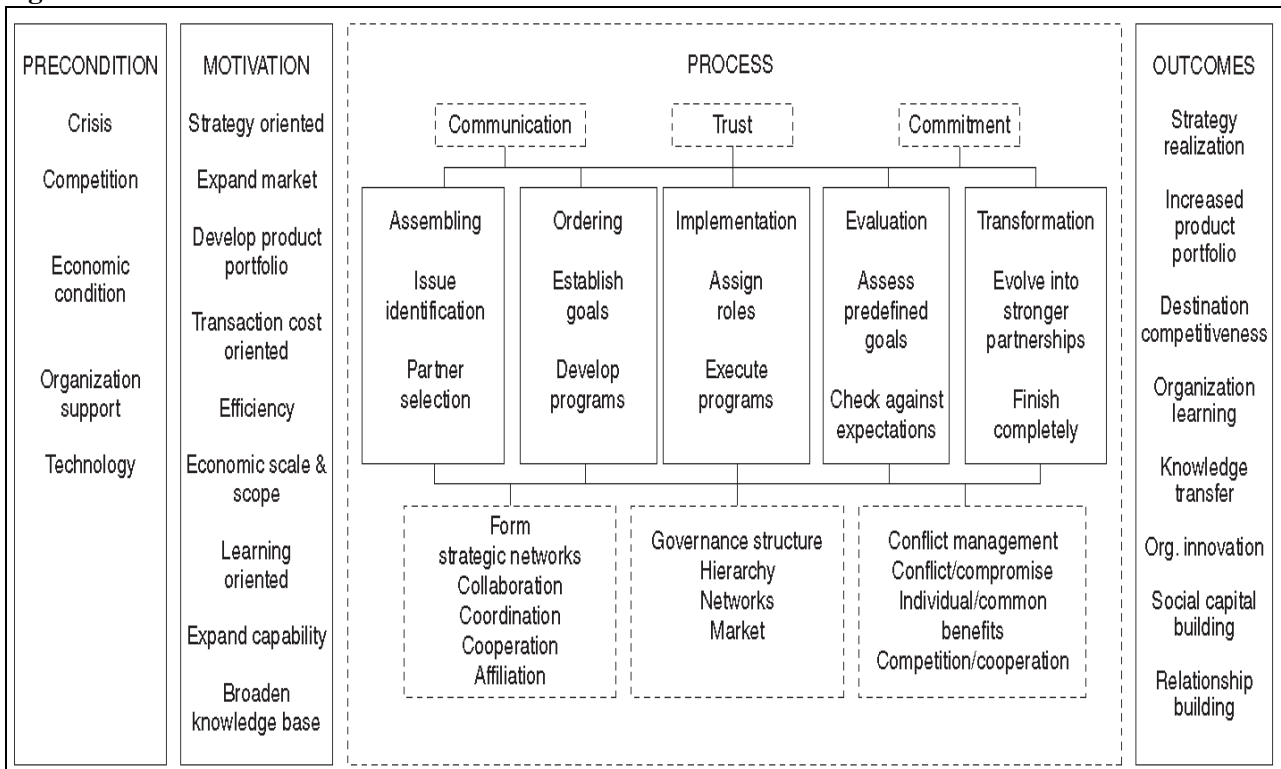 PRECONDITION
Crisis
Competition
Economic
condition
Organization
support
Technology
MOTIVATION
Strategy oriented
Expand market
Develop product
portfolio
Transaction cost
oriented
Efficiency
Economic scale &
scope
Learning
oriented
Expand capability
Broaden
knowledge base
PROCESS
Communication
Trust
Commitment
Assembling
Issue
identification
Partner
selection
Ordering
Establish
goals
Develop
programs
Implementation
Assign
roles
Execute
programs
Evaluation
Assess
predefined
goals
Check against
expectations
Transformation
Evolve into
stronger
partnerships
Finish
completely
Form
strategic networks
Collaboration
Coordination
Cooperation
Affiliation
Governance structure
Hierarchy
Networks
Market
Conflict management
Conflict/compromise
Individual/common
benefits
Competition/cooperation
OUTCOMES
Strategy
realization
Increased
product
portfolio
Destination
competitiveness
Organization
learning
Knowledge
transfer
Org. innovation
Social capital
building
Relationship
building